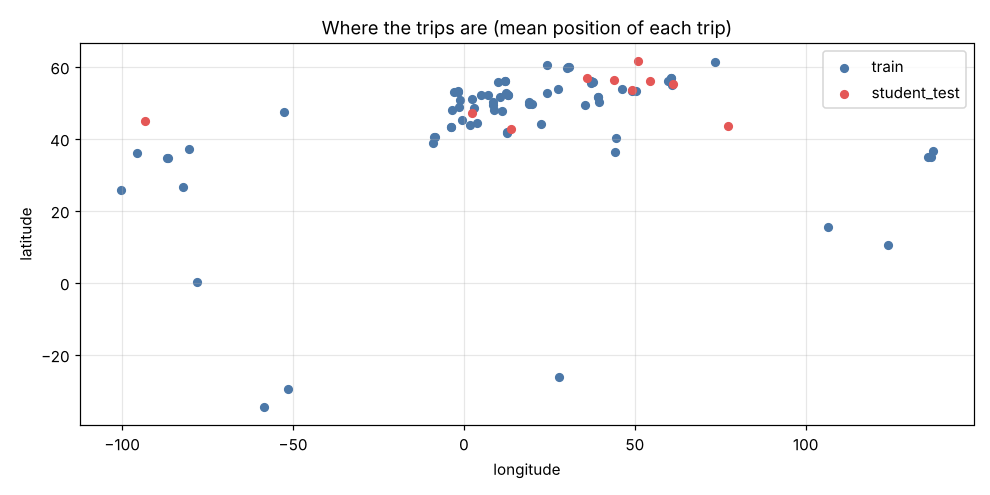 Where the trips are (mean position of each trip)
train
student_test
60
40
20
0
−20
latitude
−100
−50
0
50
100
longitude